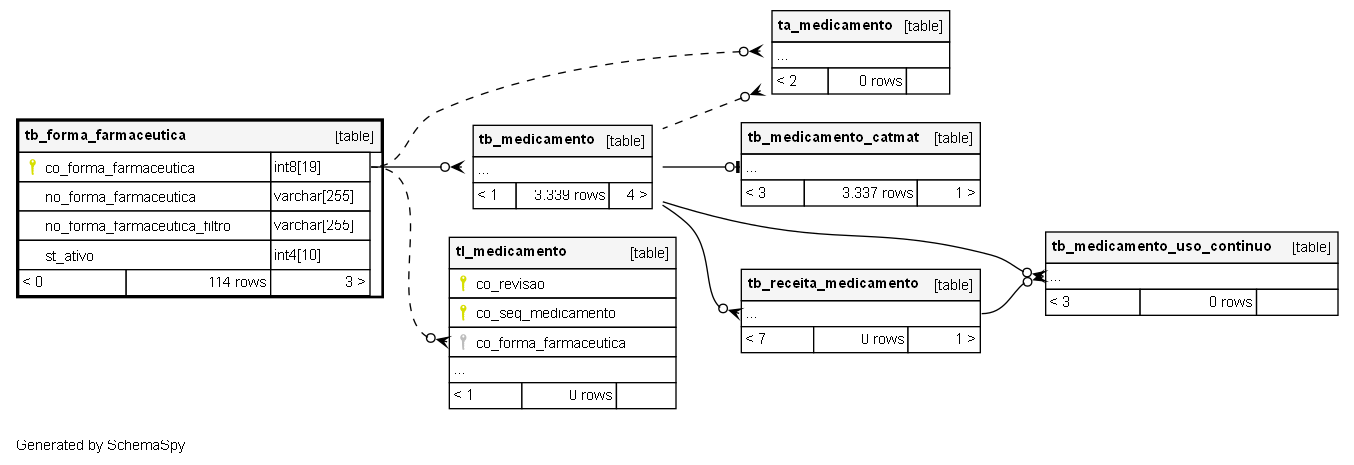 ta_medicamento [table]
...
< 2 0 rows
tb_forma_farmaceutica [table]
co_forma_farmaceutica int8[19]
no_forma_farmaceutica varchar[255]
no_forma_farmaceutica_filtro varchar[255]
st_ativo int4[10]
< 0 114 rows 3 >
tb_medicamento [table]
...
< 1 3.339 rows 4 >
tb_medicamento_catmat [table]
...
< 3 3.337 rows 1 >
tl_medicamento [table]
co_revisao
co_seq_medicamento
co_forma_farmaceutica
...
< 1 0 rows
tb_receita_medicamento [table]
...
< 7 0 rows 1 >
tb_medicamento_uso_continuo [table]
...
< 3 0 rows
Generated by SchemaSpy